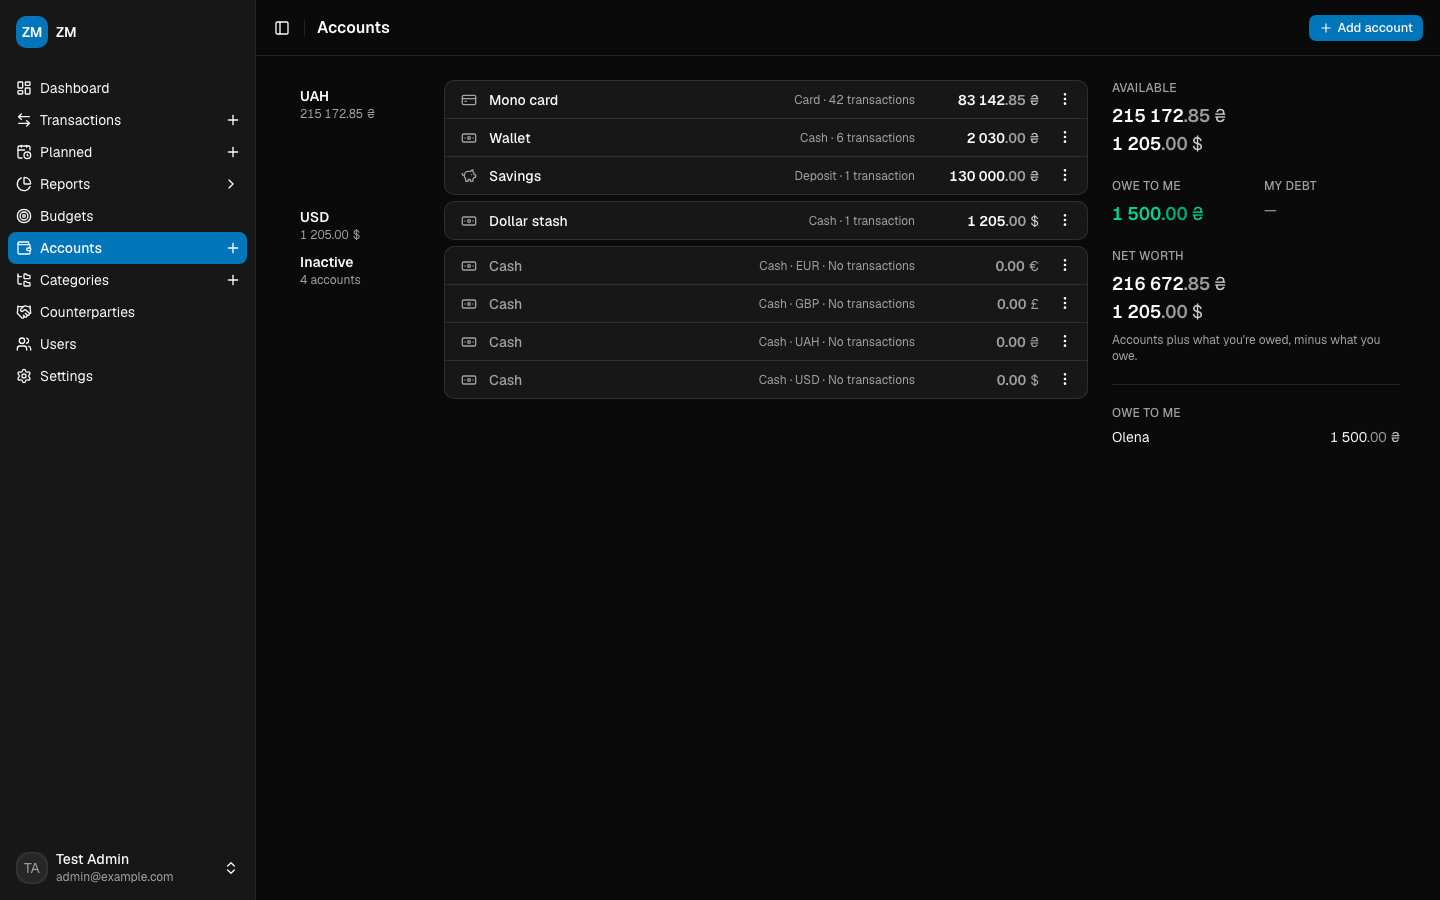 ZM ZM
Dashboard
Transactions
Planned
Reports
Budgets
Accounts
Categories
Counterparties
Users
Settings
TA
Test Admin
admin@example.com
Accounts
Add account
UAH
215 172.85 ₴
Mono card Card · 42 transactions 83 142.85 ₴
Wallet Cash · 6 transactions 2 030.00 ₴
Savings Deposit · 1 transaction 130 000.00 ₴
USD
1 205.00 $
Dollar stash Cash · 1 transaction 1 205.00 $
Inactive
4 accounts
Cash Cash · EUR · No transactions 0.00 €
Cash Cash · GBP · No transactions 0.00 £
Cash Cash · UAH · No transactions 0.00 ₴
Cash Cash · USD · No transactions 0.00 $
AVAILABLE
215 172.85 ₴
1 205.00 $
OWE TO ME MY DEBT
1 500.00 ₴ —
NET WORTH
216 672.85 ₴
1 205.00 $
Accounts plus what you're owed, minus what you
owe.
OWE TO ME
Olena 1 500.00 ₴